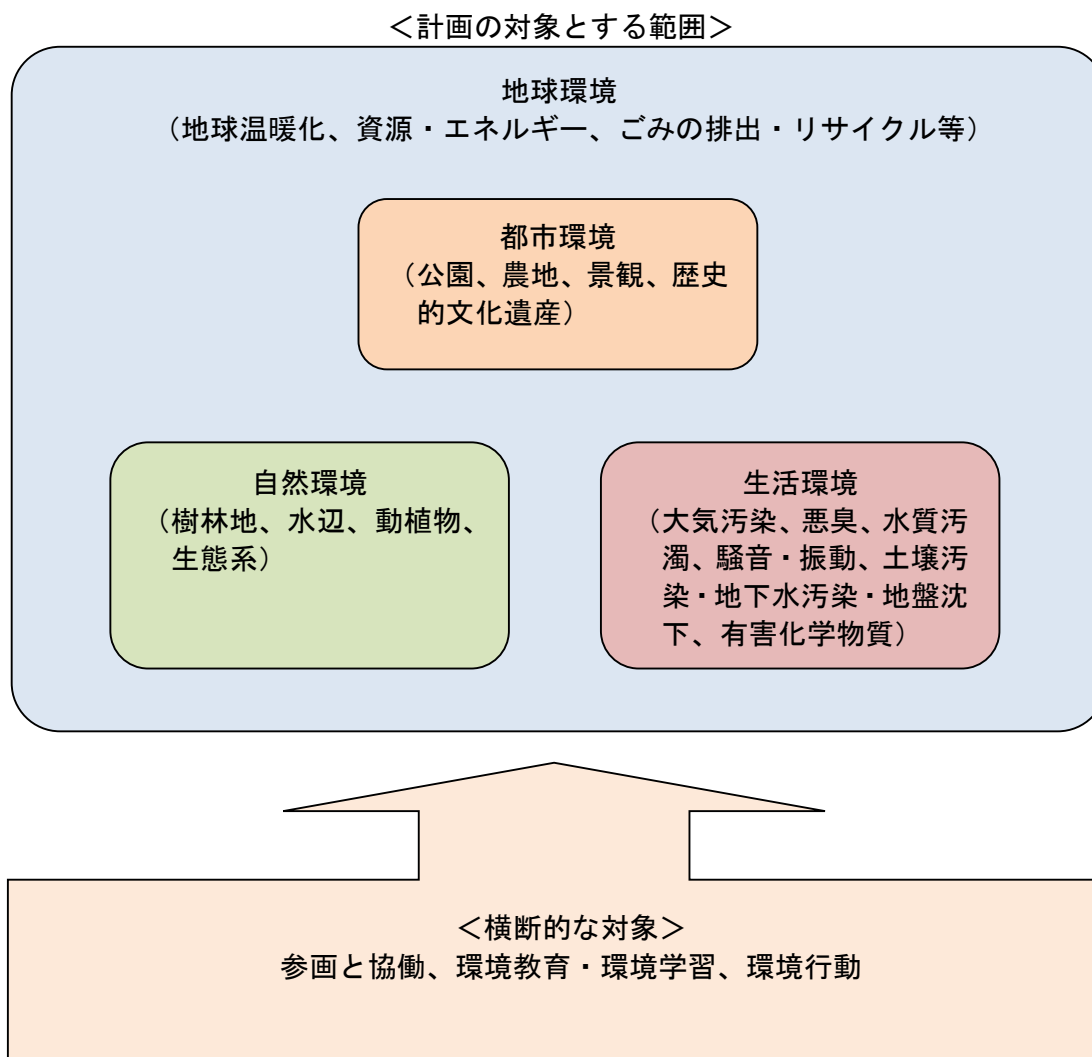 ＜計画の対象とする範囲＞
地球環境
（地球温暖化、資源・エネルギー、ごみの排出・リサイクル等）
都市環境
（公園、農地、景観、歴史
的文化遺産）
自然環境
（樹林地、水辺、動植物、
生態系）
生活環境
（大気汚染、悪臭、水質汚
濁、騒音・振動、土壌汚
染・地下水汚染・地盤沈
下、有害化学物質）
＜横断的な対象＞
参画と協働、環境教育・環境学習、環境行動